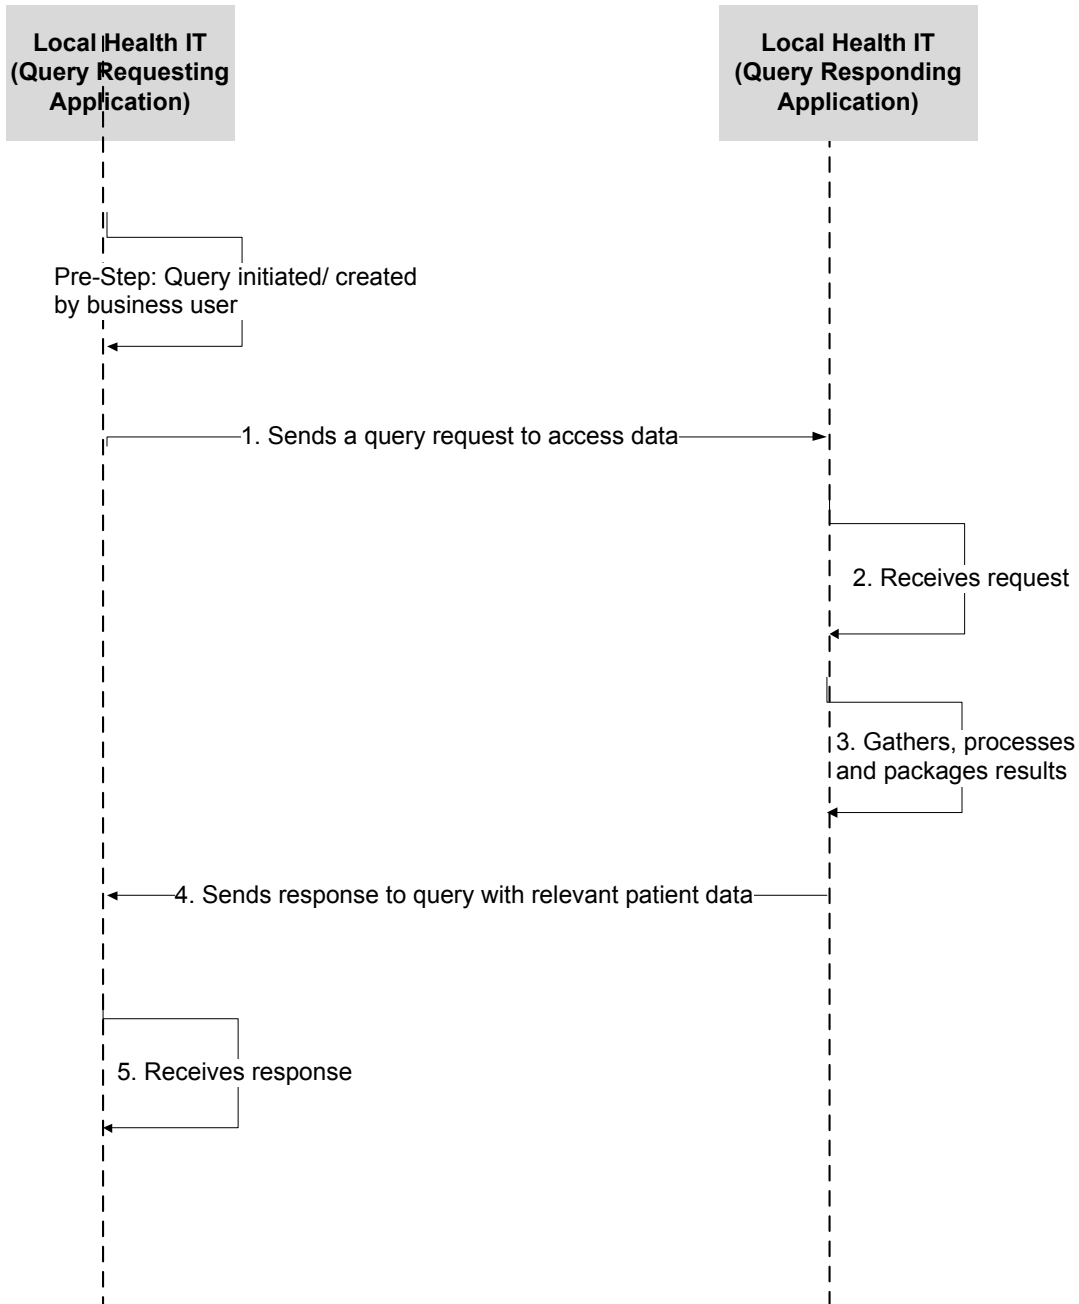 Local Health IT
(Query Requesting
Application)
Local Health IT
(Query Responding
Application)
Pre-Step: Query initiated/ created
by business user
1. Sends a query request to access data
2. Receives request
3. Gathers, processes
and packages results
4. Sends response to query with relevant patient data
5. Receives response